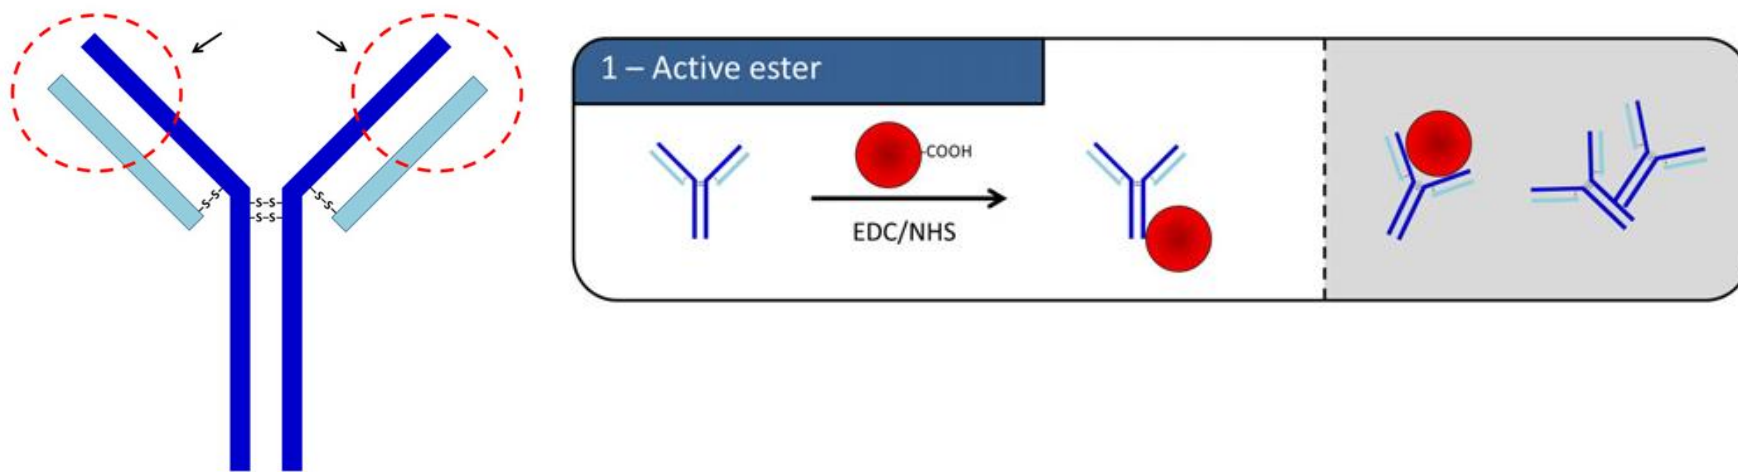 S-S
S-S
S-S
S-S
1 – Active ester
-COOH
EDC/NHS